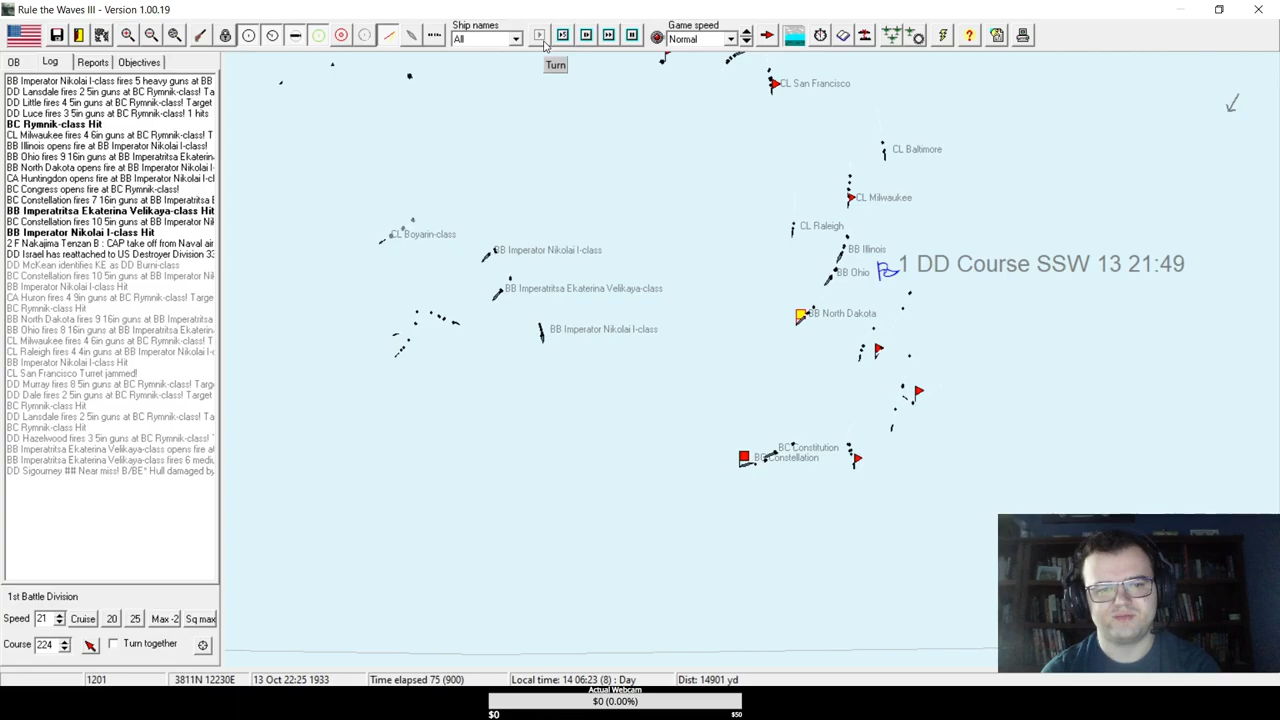 Rule the Waves III - Version 1.00.19
Ship names
All
Game speed
Normal
Turn
OB
Log
Reports
Objectives
BB Imperator Nikolai I-class fires 5 heavy guns at BB
DD Lansdale fires 2 5in guns at BC Rymnik-class! Target
DD Little fires 4 5in guns at BC Rymnik-class! Target
DD Luce fires 3 5in guns at BC Rymnik-class! 1 hits
BC Rymnik-class Hit
CL Milwaukee fires 4 6in guns at BC Rymnik-class! T
BB Illinois opens fire at BC Rymnik-class!
BB Ohio fires 9 16in guns at BB Imperatritsa Ekaterin
BB North Dakota opens fire at BB Imperator Nikolai I-
CA Huntingdon opens fire at BC Rymnik-class!
BC Congress opens fire at BC Rymnik-class!
BC Constellation fires 7 16in guns at BB Imperatritsa E
BB Imperatritsa Ekaterina Velikaya-class Hit
BC Constellation fires 10 5in guns at BB Imperator Nik
BB Imperator Nikolai I-class Hit
2 F Nakajima Tenzan B : CAP take off from Naval air
DD Israel has reattached to US Destroyer Division 33
DD McKean identifies KE as DD Burni-class
BC Constellation fires 10 5in guns at BB Imperator Nik
BB Imperator Nikolai I-class Hit
CA Huron fires 4 9in guns at BC Rymnik-class! Target
BC Rymnik-class Hit
BB North Dakota fires 9 16in guns at BB Imperator N
BB Ohio fires 8 16in guns at BB Imperatritsa Ekaterin
CL Milwaukee fires 4 6in guns at BC Rymnik-class! T
CL Raleigh fires 4 4in guns at BB Imperator Nikolai I-
BB Imperator Nikolai I-class Hit
CL San Francisco Turret jammed!
DD Murray fires 8 5in guns at BC Rymnik-class! Targ
DD Dale fires 2 5in guns at BC Rymnik-class! Target
BC Rymnik-class Hit
DD Lansdale fires 2 5in guns at BC Rymnik-class! Ta
BC Rymnik-class Hit
DD Hazelwood fires 3 5in guns at BC Rymnik-class!
BB Imperatritsa Ekaterina Velikaya-class opens fire at
BB Imperatritsa Ekaterina Velikaya-class fires 6 medi
DD Sigourney ## Near miss! B/BE" Hull damaged by
CL San Francisco
CL Baltimore
CL Milwaukee
CL Raleigh
CL Boyarin-class
BB Imperator Nikolai I-class
BB Illinois
BB Ohio
1 DD Course SSW 13 21:49
BB Imperatritsa Ekaterina Velikaya-class
BB North Dakota
BB Imperator Nikolai I-class
BC Constitution
BC Constellation
1st Battle Division
Speed 21 Cruise 20 25 Max -2 Sq max
Course 224 Turn together
1201
3811N 12230E
13 Oct 22:25 1933
Time elapsed 75 (900)
Local time: 14 06:23 (8) : Day
Dist: 14901 yd
Actual Webcam
$0 (0.00%)
$0
$50